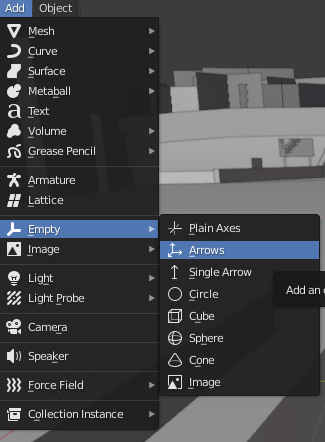 Add Object
Mesh
Curve
Surface
Metaball
Text
Volume
Grease Pencil
Armature
Lattice
Empty
Image
Light
Light Probe
Camera
Speaker
Force Field
Collection Instance
Plain Axes
Arrows
Single Arrow
Circle
Cube
Sphere
Cone
Image
Add an